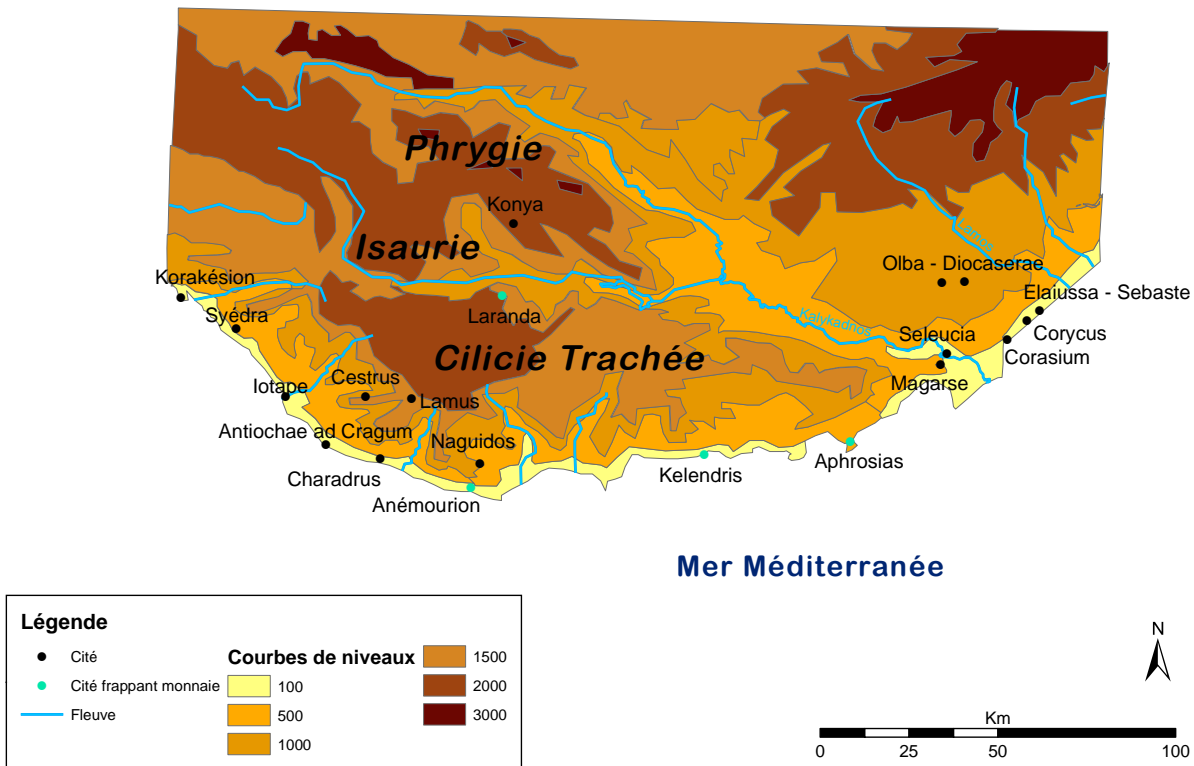 Phrygie
Konya
Isaurie
Lamos
Olba - Diocaserae
Korakésion
Elaiussa - Sebaste
Syédra
Laranda
Kalykadnos
Seleucia
Corycus
Corasium
Cilicie Trachée
Magarse
Iotape
Cestrus
Lamus
Antiochae ad Cragum
Naguidos
Charadrus
Kelendris
Aphrosias
Anémourion
Mer Méditerranée
Légende
Cité
Cité frappant monnaie
Fleuve
Courbes de niveaux
100
500
1000
1500
2000
3000
N
Km
0 25 50 100